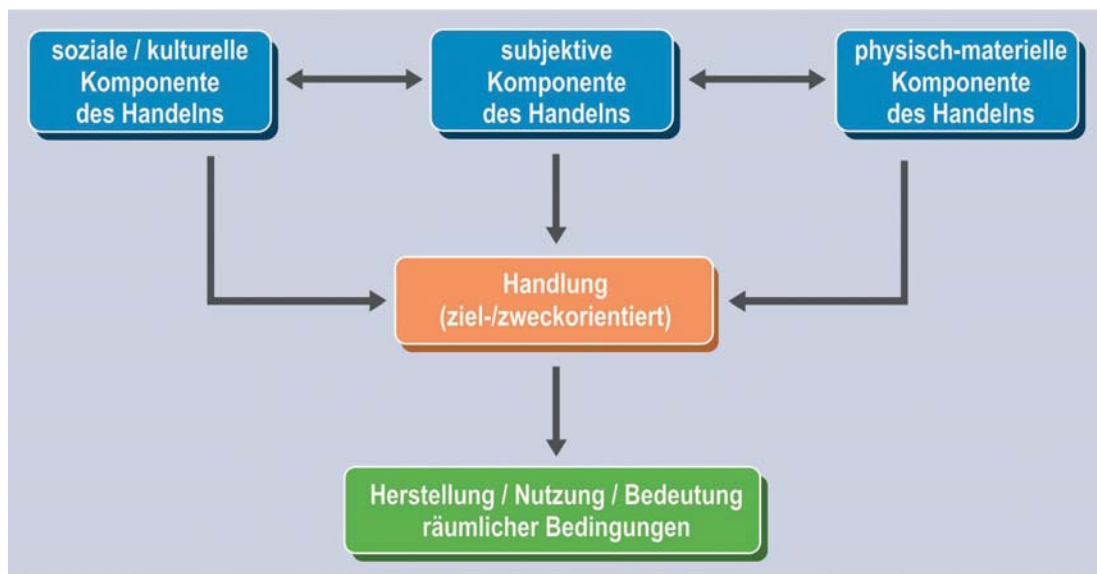 soziale / kulturelle
Komponente
des Handelns
subjektive
Komponente
des Handelns
physisch-materielle
Komponente
des Handelns
Handlung
(ziel-/zweckorientiert)
Herstellung / Nutzung / Bedeutung
räumlicher Bedingungen